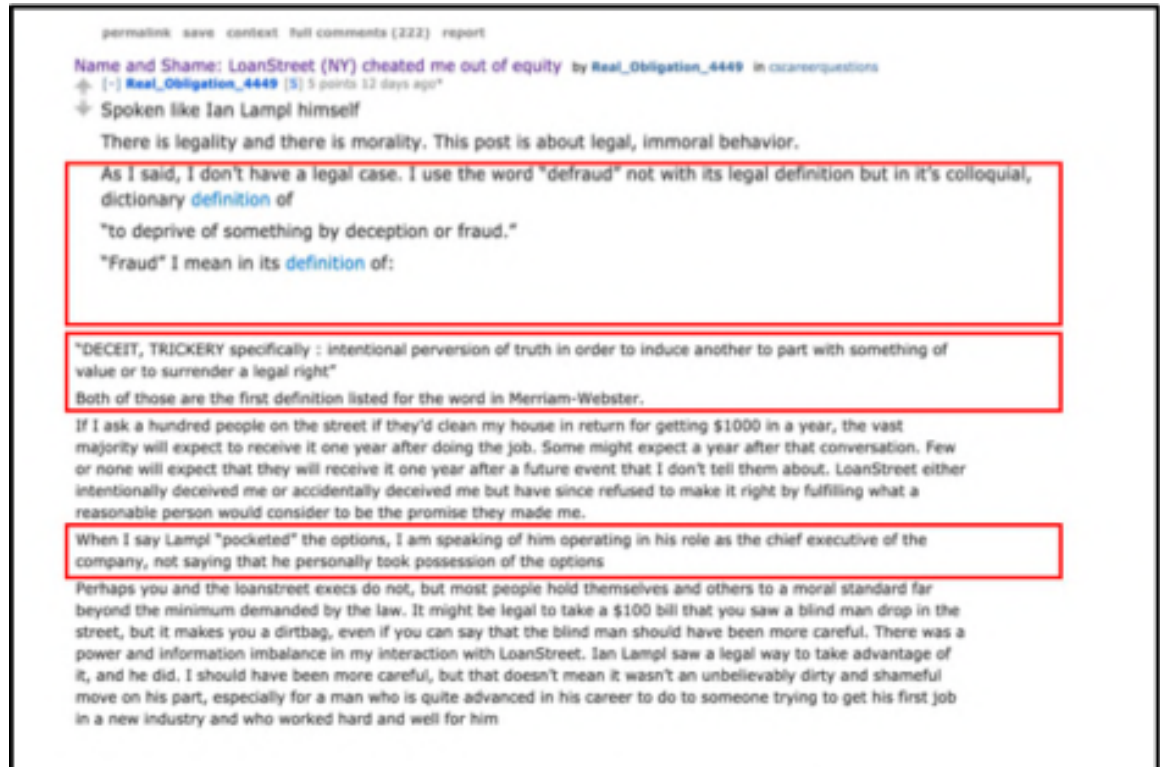 permalink save context full comments (222) report
Name and Shame: LoanStreet (NY) cheated me out of equity by Real_Obligation_4449 in cscareerquestions
[-] Real_Obligation_4449 [S] 5 points 12 days ago*
Spoken like Ian Lampl himself
There is legality and there is morality. This post is about legal, immoral behavior.
As I said, I don't have a legal case. I use the word "defraud" not with its legal definition but in it's colloquial,
dictionary definition of
"to deprive of something by deception or fraud."
"Fraud" I mean in its definition of:
"DECEIT, TRICKERY specifically : intentional perversion of truth in order to induce another to part with something of
value or to surrender a legal right"
Both of those are the first definition listed for the word in Merriam-Webster.
If I ask a hundred people on the street if they'd clean my house in return for getting $1000 in a year, the vast
majority will expect to receive it one year after doing the job. Some might expect a year after that conversation. Few
or none will expect that they will receive it one year after a future event that I don't tell them about. LoanStreet either
intentionally deceived me or accidentally deceived me but have since refused to make it right by fulfilling what a
reasonable person would consider to be the promise they made me.
When I say Lampl "pocketed" the options, I am speaking of him operating in his role as the chief executive of the
company, not saying that he personally took possession of the options
Perhaps you and the loanstreet execs do not, but most people hold themselves and others to a moral standard far
beyond the minimum demanded by the law. It might be legal to take a $100 bill that you saw a blind man drop in the
street, but it makes you a dirtbag, even if you can say that the blind man should have been more careful. There was a
power and information imbalance in my interaction with LoanStreet. Ian Lampl saw a legal way to take advantage of
it, and he did. I should have been more careful, but that doesn't mean it wasn't an unbelievably dirty and shameful
move on his part, especially for a man who is quite advanced in his career to do to someone trying to get his first job
in a new industry and who worked hard and well for him